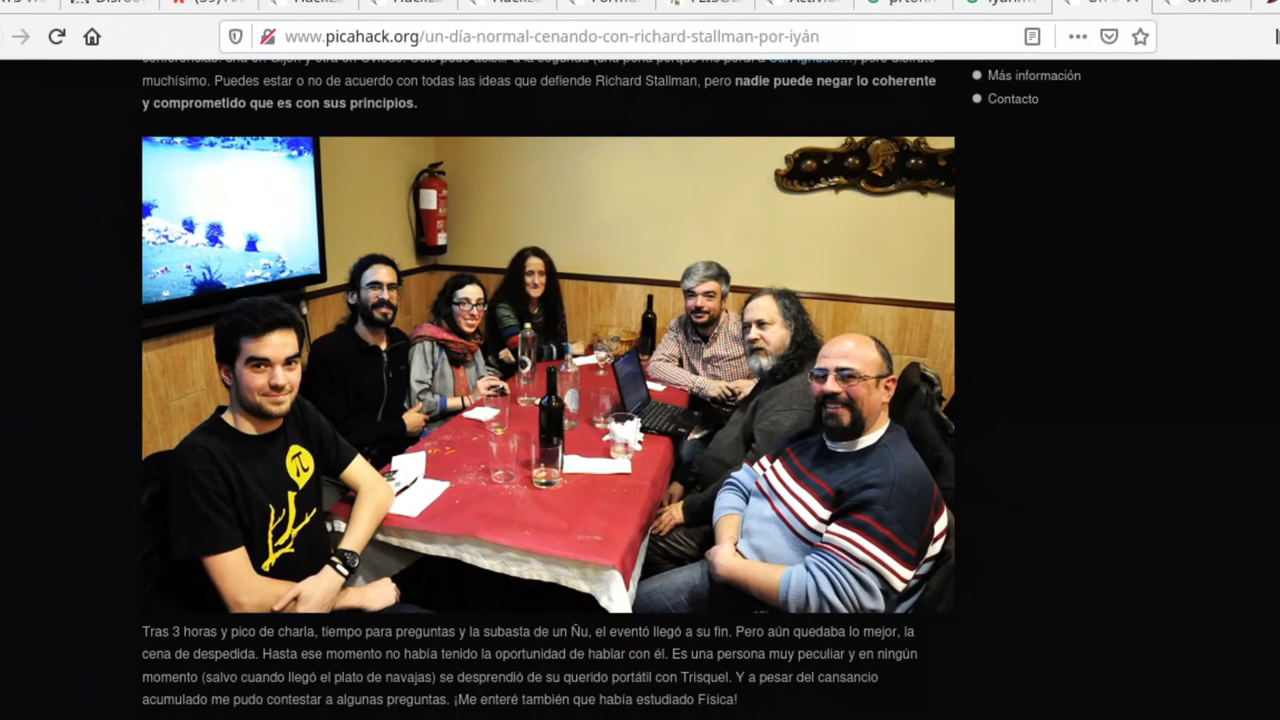 www.picahack.org/un-día-normal-cenando-con-richard-stallman-por-iyán
muchísimo. Puedes estar o no de acuerdo con todas las ideas que defiende Richard Stallman, pero nadie puede negar lo coherente
y comprometido que es con sus principios.
Más información
Contacto
π
Tras 3 horas y pico de charla, tiempo para preguntas y la subasta de un Ñu, el eventó llegó a su fin. Pero aún quedaba lo mejor, la
cena de despedida. Hasta ese momento no había tenido la oportunidad de hablar con él. Es una persona muy peculiar y en ningún
momento (salvo cuando llegó el plato de navajas) se desprendió de su querido portátil con Trisquel. Y a pesar del cansancio
acumulado me pudo contestar a algunas preguntas. ¡Me enteré también que había estudiado Física!